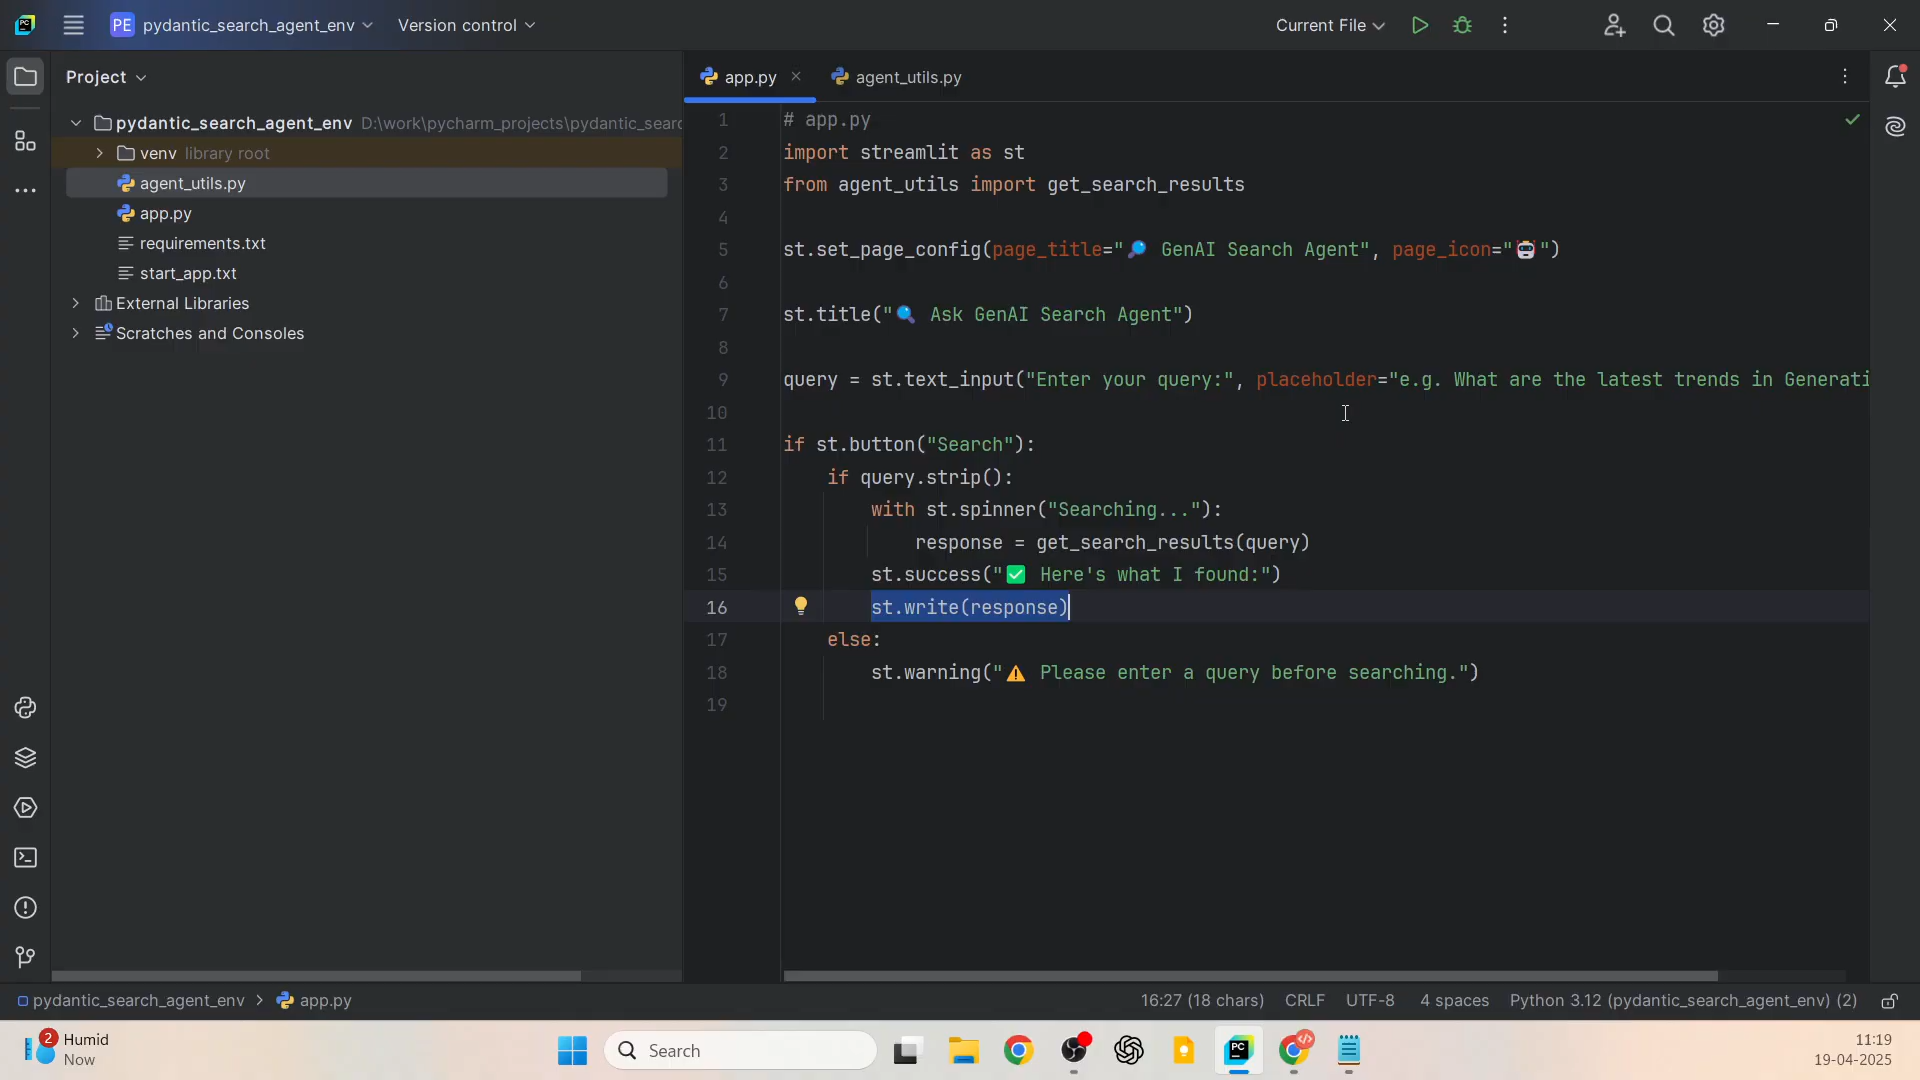 PE pydantic_search_agent_env Version control Current File
Project
pydantic_search_agent_env D:\work\pycharm_projects\pydantic_searc
venv library root
agent_utils.py
app.py
requirements.txt
start_app.txt
External Libraries
Scratches and Consoles
app.py agent_utils.py
1 # app.py
2 import streamlit as st
3 from agent_utils import get_search_results
4
5 st.set_page_config(page_title="🔎 GenAI Search Agent", page_icon="🤖")
6
7 st.title("🔍 Ask GenAI Search Agent")
8
9 query = st.text_input("Enter your query:", placeholder="e.g. What are the latest trends in Generati
10
11 if st.button("Search"):
12 if query.strip():
13 with st.spinner("Searching..."):
14 response = get_search_results(query)
15 st.success("✅ Here's what I found:")
16 st.write(response)
17 else:
18 st.warning("⚠️ Please enter a query before searching.")
19
pydantic_search_agent_env > app.py 16:27 (18 chars) CRLF UTF-8 4 spaces Python 3.12 (pydantic_search_agent_env) (2)
2 Humid
Now
Search
PC
11:19
19-04-2025